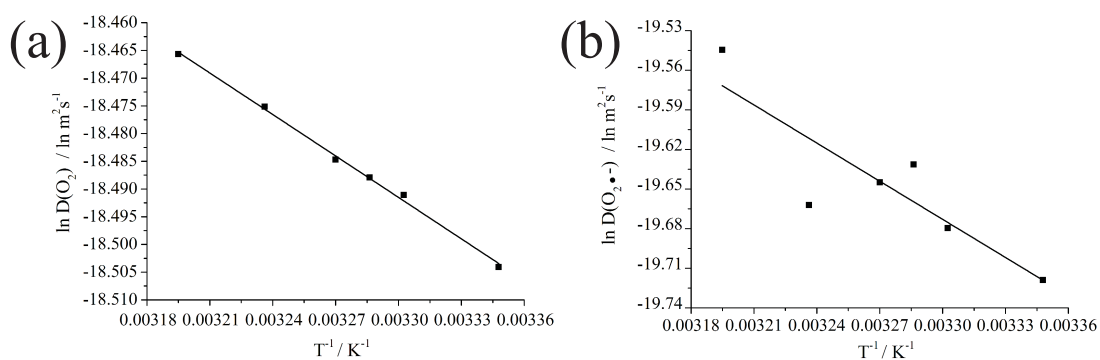 (a)
-18.460
-18.465
-18.470
-18.475
-18.480
-18.485
-18.490
-18.495
-18.500
-18.505
-18.510
ln D(O2) / ln m²s⁻¹
0.00318 0.00321 0.00324 0.00327 0.00330 0.00333 0.00336
T⁻¹ / K⁻¹
(b)
-19.53
-19.56
-19.59
-19.62
-19.65
-19.68
-19.71
-19.74
ln D(O2●-) / ln m²s⁻¹
0.00318 0.00321 0.00324 0.00327 0.00330 0.00333 0.00336
T⁻¹ / K⁻¹